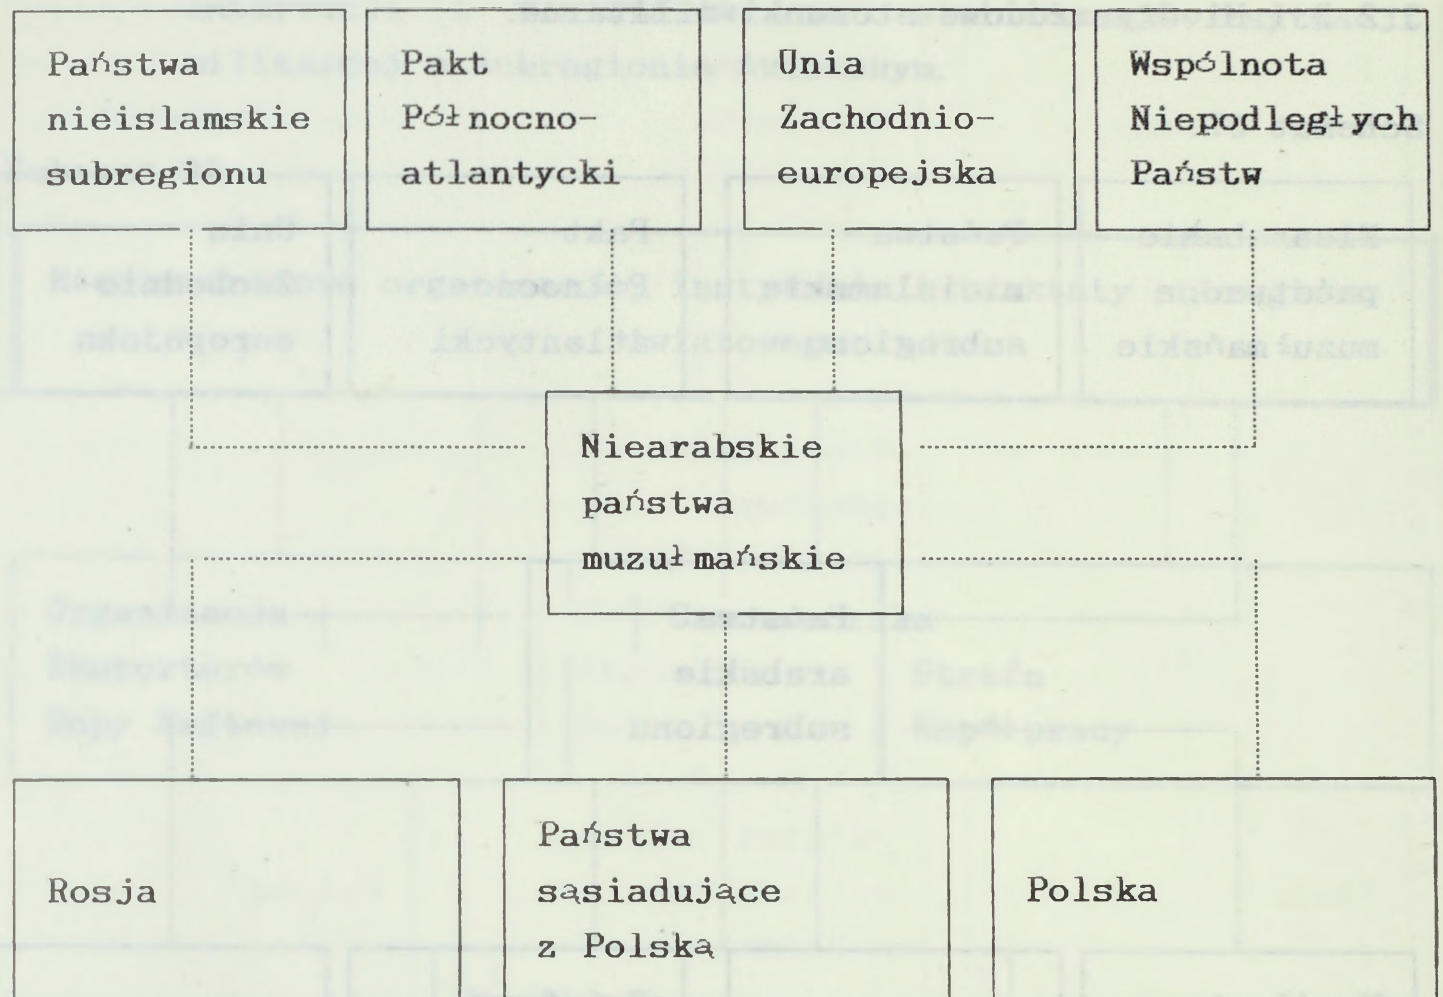 Państwa
nieislamskie
subregionu
Pakt
Północno-
atlantycki
Unia
Zachodnio-
europejska
Wspólnota
Niepodległych
Państw
Niearabskie
państwa
muzułmańskie
Rosja
Państwa
sąsiadujące
z Polską
Polska